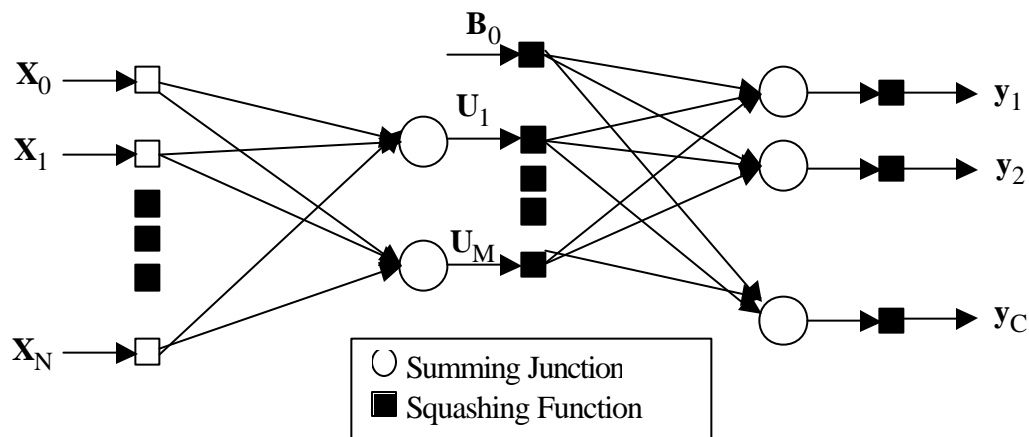 X0
X1
XN
B0
U1
UM
y1
y2
yC
Summing Junction
Squashing Function